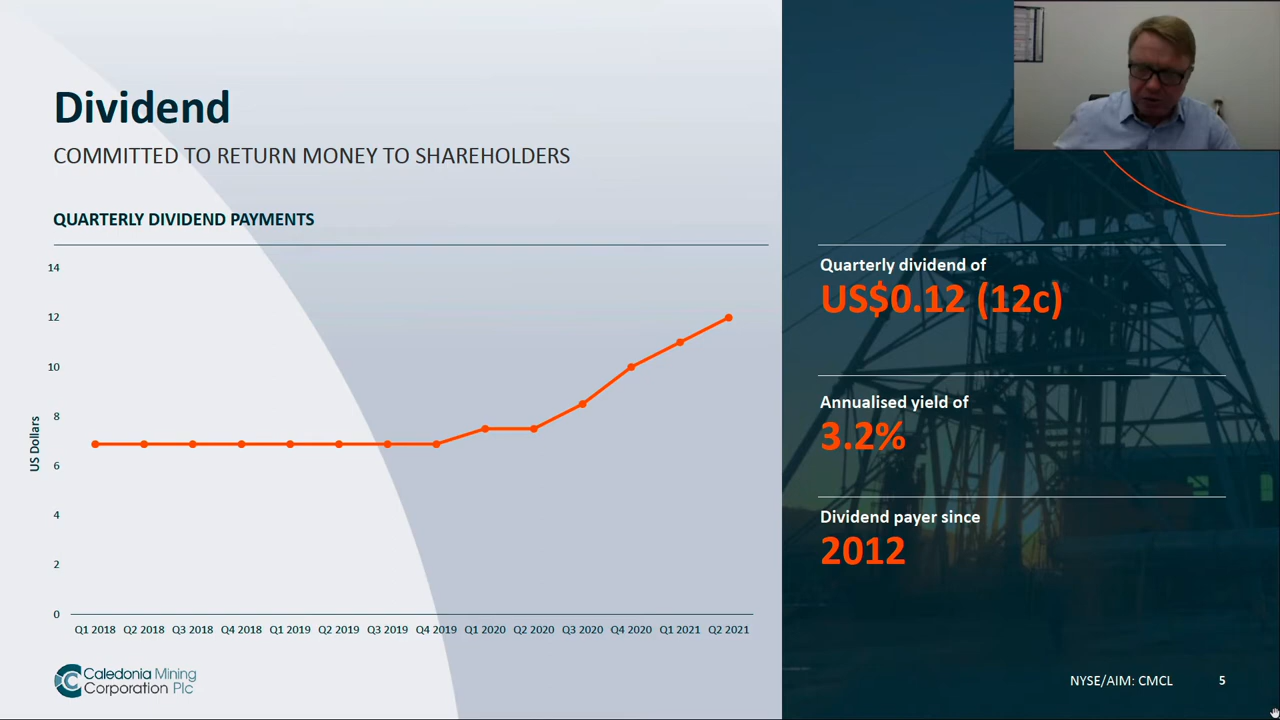 Dividend
COMMITTED TO RETURN MONEY TO SHAREHOLDERS
QUARTERLY DIVIDEND PAYMENTS
14
12
10
8
6
4
2
0
US Dollars
Q1 2018 Q2 2018 Q3 2018 Q4 2018 Q1 2019 Q2 2019 Q3 2019 Q4 2019 Q1 2020 Q2 2020 Q3 2020 Q4 2020 Q1 2021 Q2 2021
Caledonia Mining
Corporation Plc
Quarterly dividend of
US$0.12 (12c)
Annualised yield of
3.2%
Dividend payer since
2012
NYSE/AIM: CMCL 5